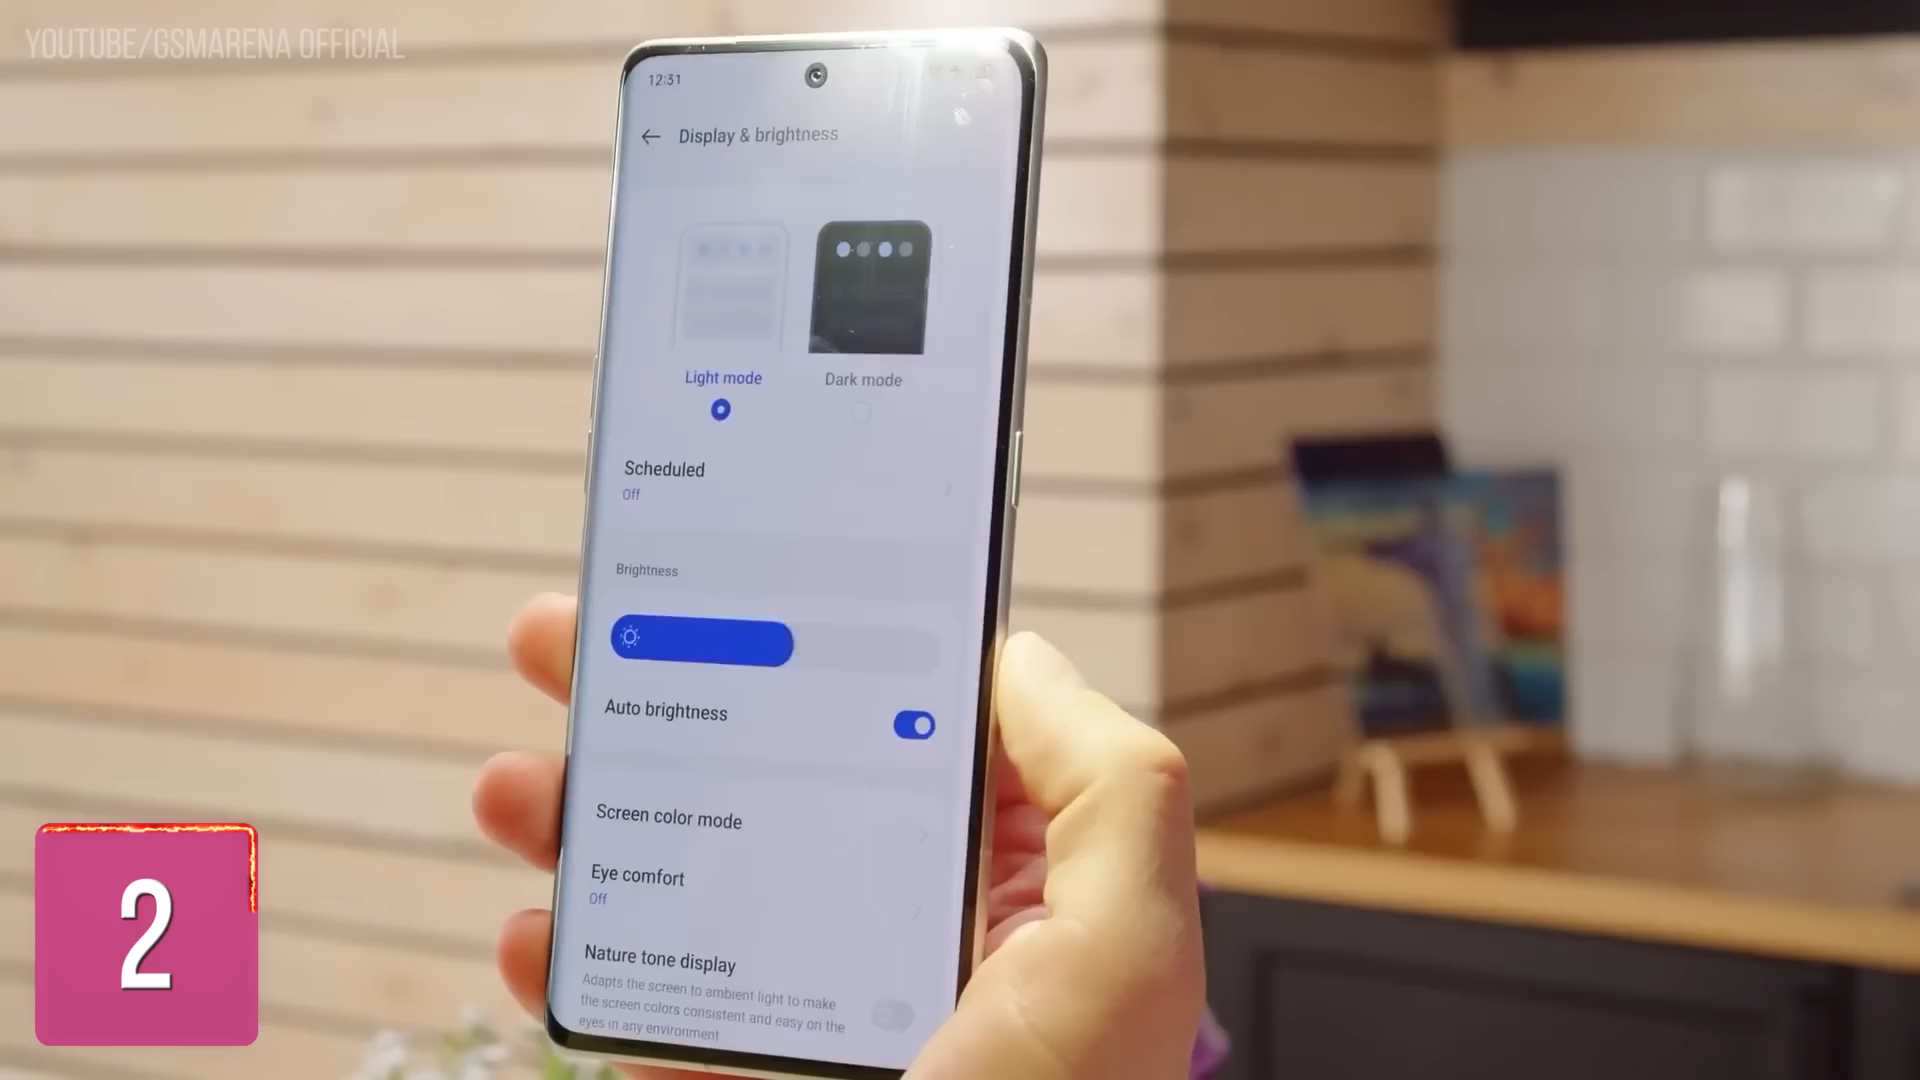 YOUTUBE/GSMARENA OFFICIAL
12:31
Display & brightness
Light mode
Dark mode
Scheduled
Off
Brightness
Auto brightness
Screen color mode
Eye comfort
Off
Nature tone display
Adapts the screen to ambient light to make
the screen colors consistent and easy on the
eyes in any environment
2